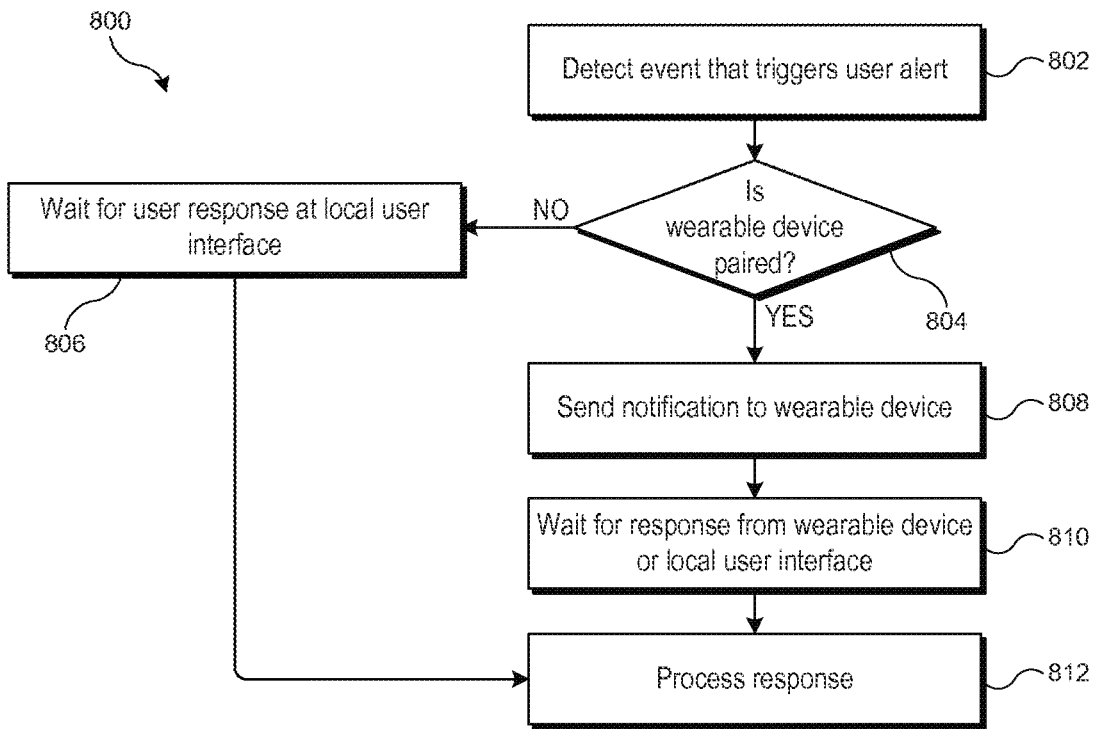 800
Detect event that triggers user alert
802
Is
wearable device
paired?
NO
804
Wait for user response at local user
interface
806
YES
Send notification to wearable device
808
Wait for response from wearable device
or local user interface
810
Process response
812